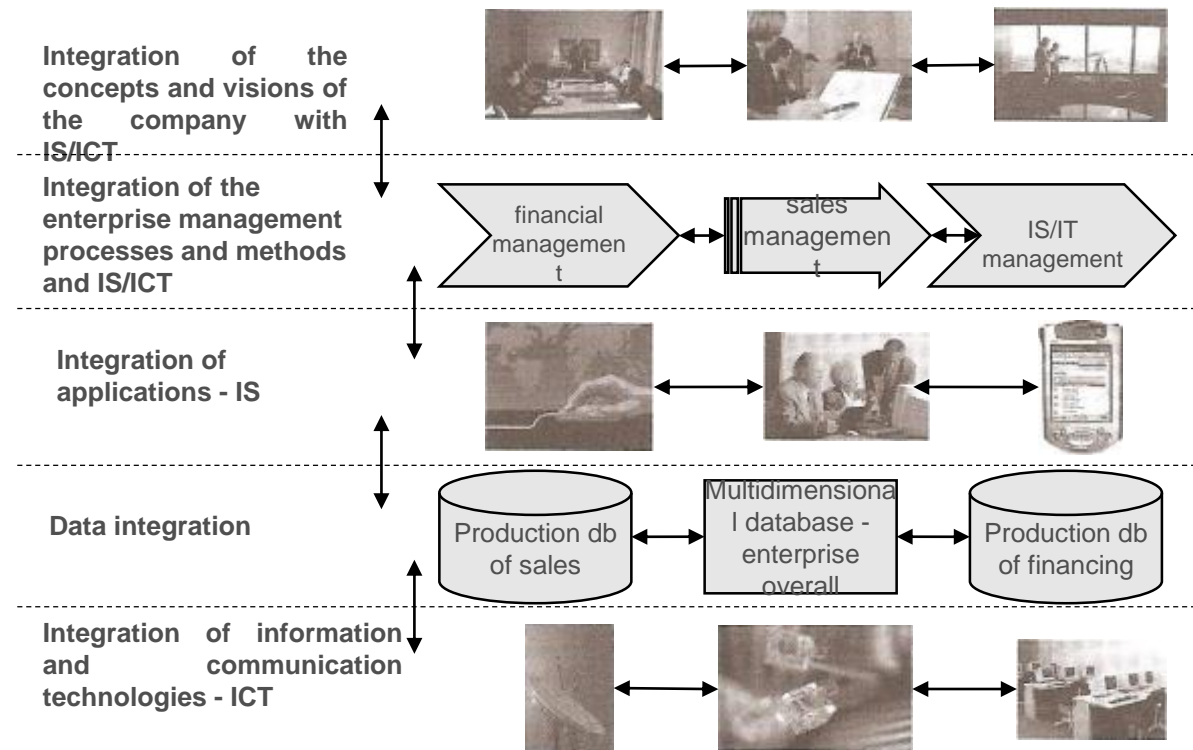 Integration of the
concepts and visions of
the company with
IS/ICT
Integration of the
enterprise management
processes and methods
and IS/ICT
financial
managemen
t
sales
managemen
t
IS/IT
management
Integration of
applications - IS
Data integration
Production db
of sales
Multidimensiona
l database -
enterprise
overall
Production db
of financing
Integration of information
and communication
technologies - ICT